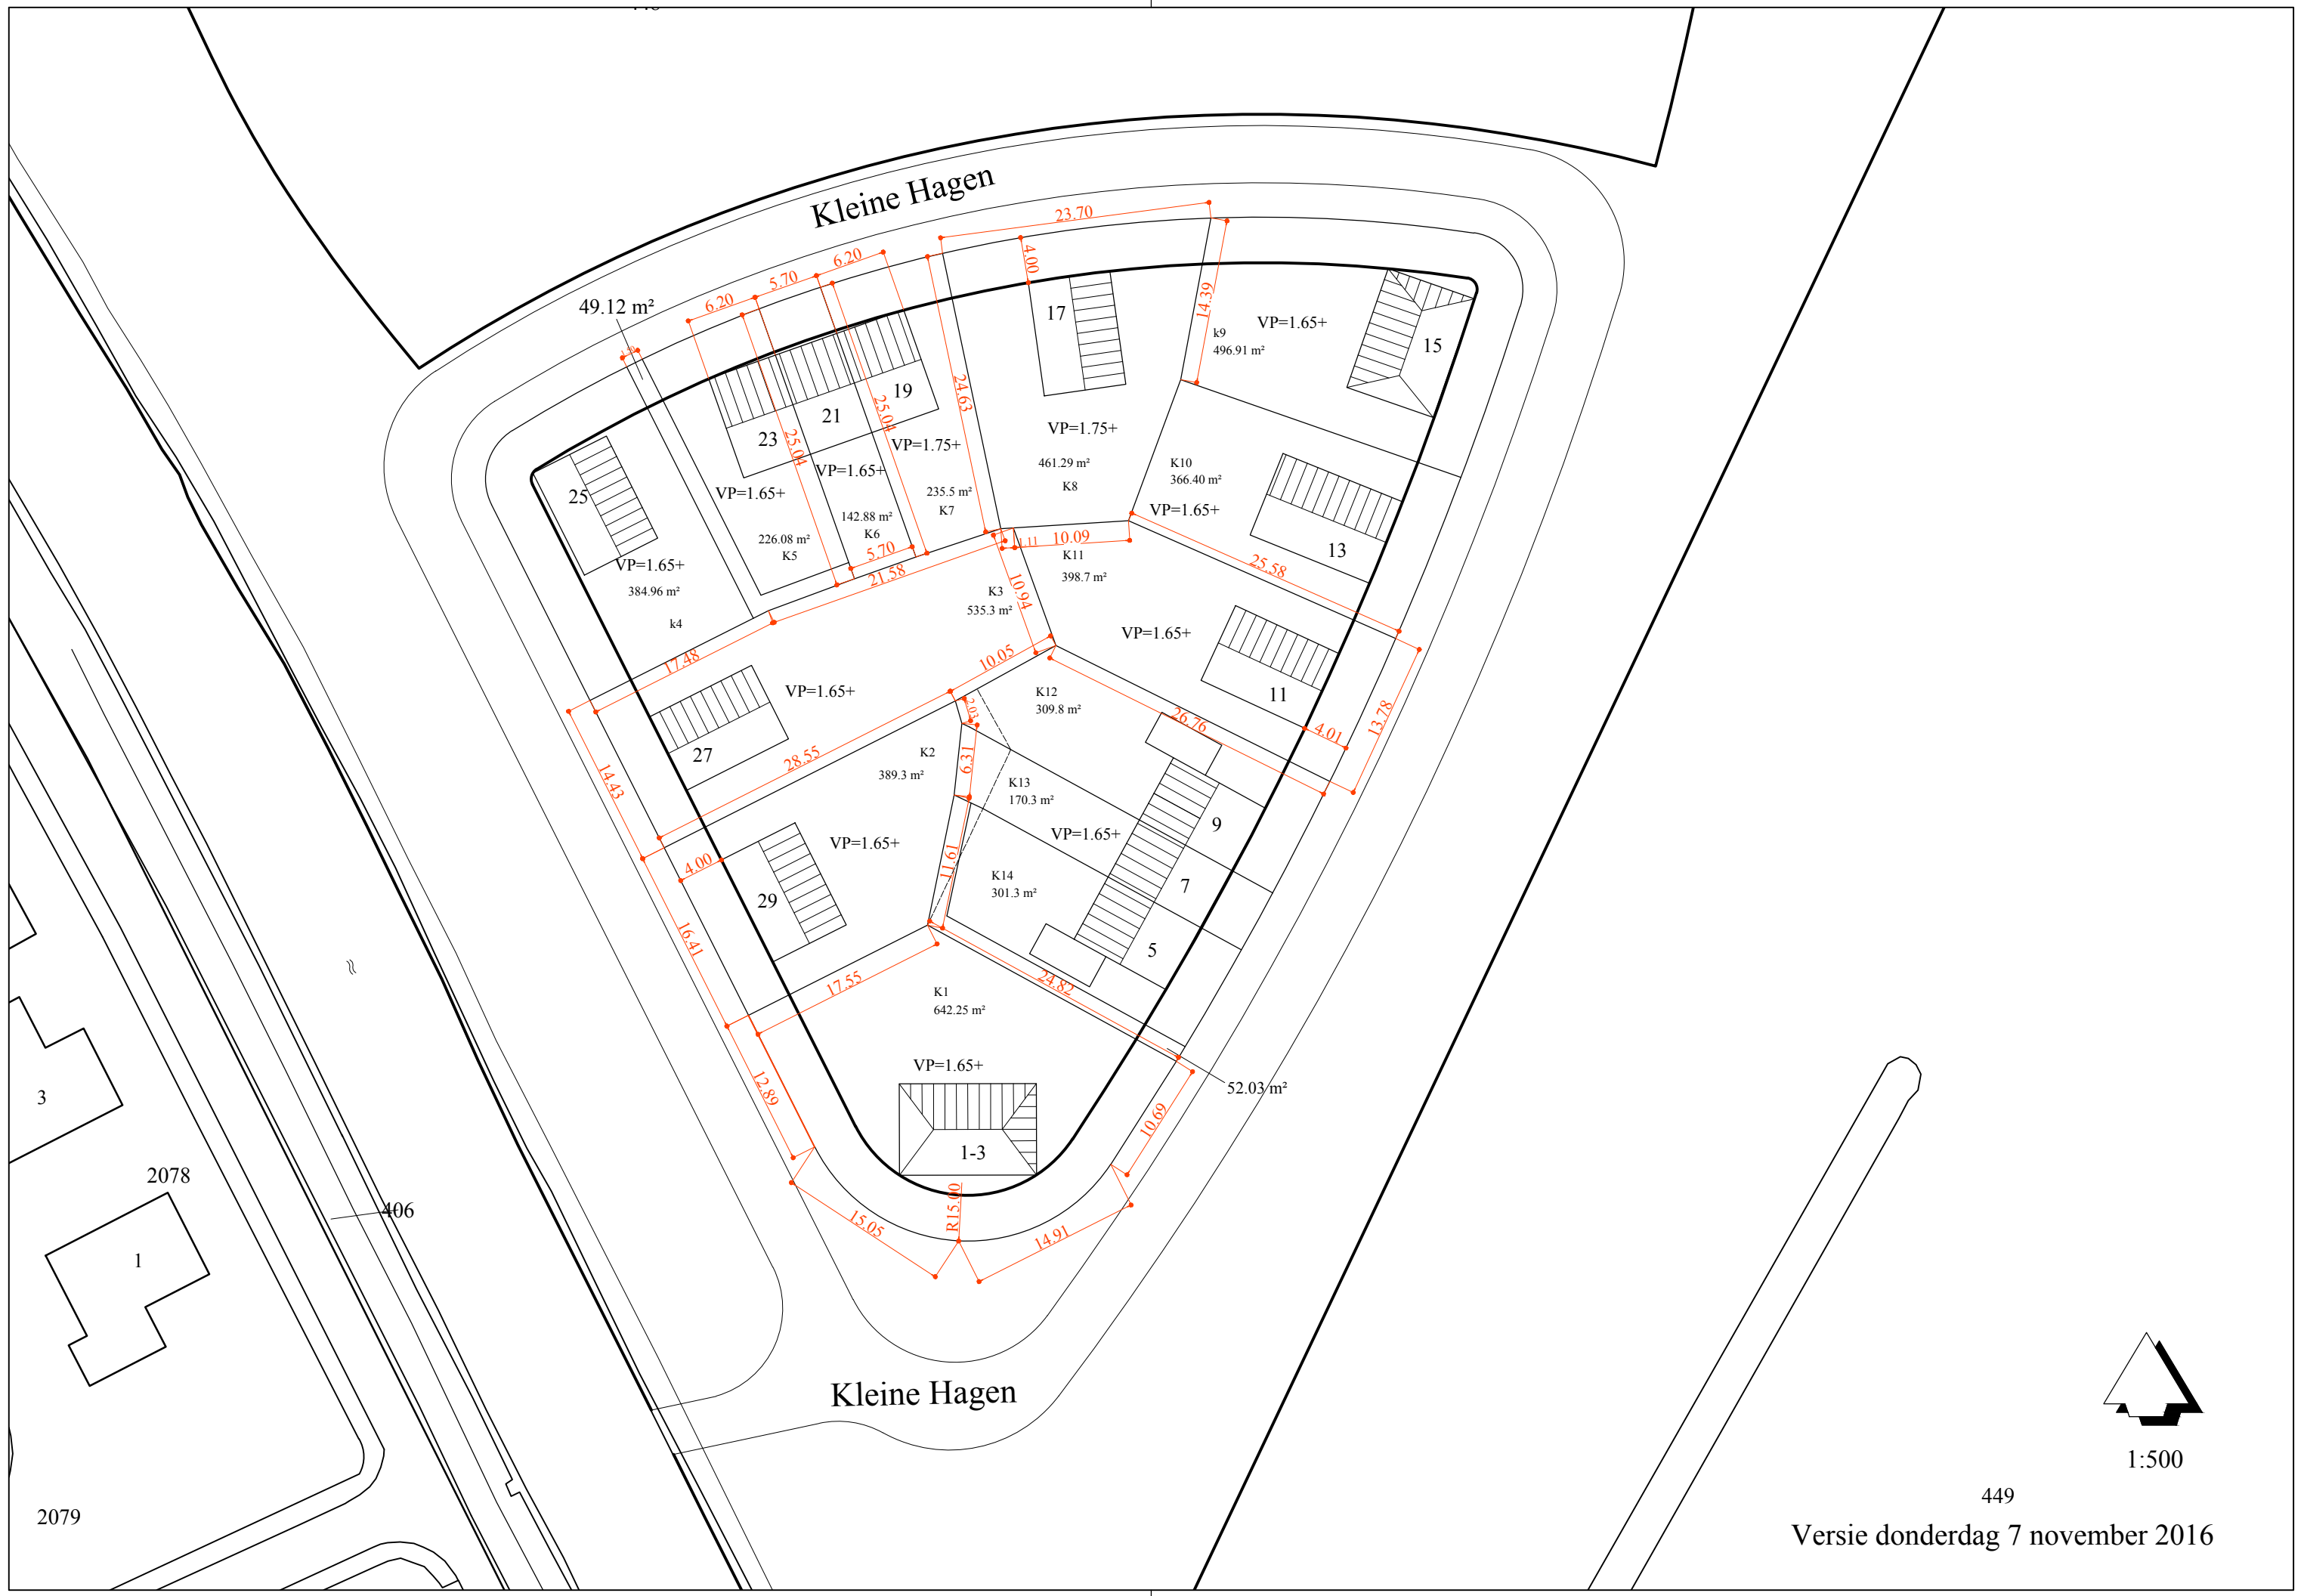 Kleine Hagen
23.70
6.20
5.70
6.20
4.00
49.12 m²
17
14.39
k9
496.91 m²
VP=1.65+
15
24.63
19
21
23
25.04
25.04
VP=1.75+
VP=1.75+
VP=1.65+
VP=1.65+
461.29 m²
K8
K10
366.40 m²
VP=1.65+
235.5 m²
K7
142.88 m²
K6
226.08 m²
K5
25
VP=1.65+
384.96 m²
k4
5.70
21.58
1.11
10.09
K11
398.7 m²
13
25.58
K3
535.3 m²
10.94
VP=1.65+
11
17.48
10.05
VP=1.65+
27
K12
309.8 m²
2.03
26.76
4.01
13.78
14.43
28.55
K2
389.3 m²
6.31
K13
170.3 m²
VP=1.65+
9
VP=1.65+
4.00
29
11.61
K14
301.3 m²
7
5
16.41
17.55
24.82
K1
642.25 m²
VP=1.65+
52.03 m²
12.89
10.69
1-3
R15.00
15.05
14.91
3
2078
406
1
Kleine Hagen
2079
1:500
449
Versie donderdag 7 november 2016